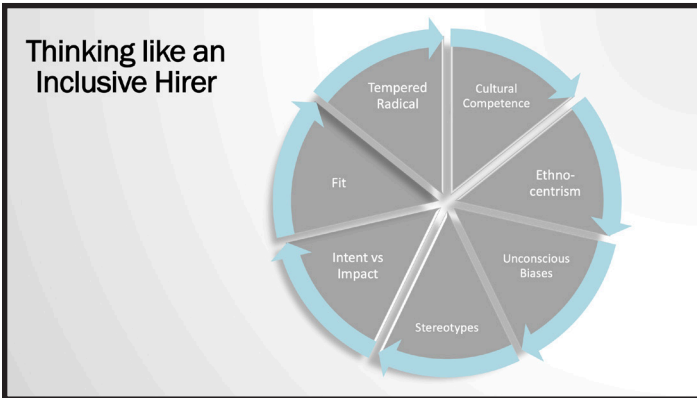 Thinking like an
Inclusive Hirer
Tempered
Radical
Cultural
Competence
Ethno-
centrism
Unconscious
Biases
Stereotypes
Intent vs
Impact
Fit